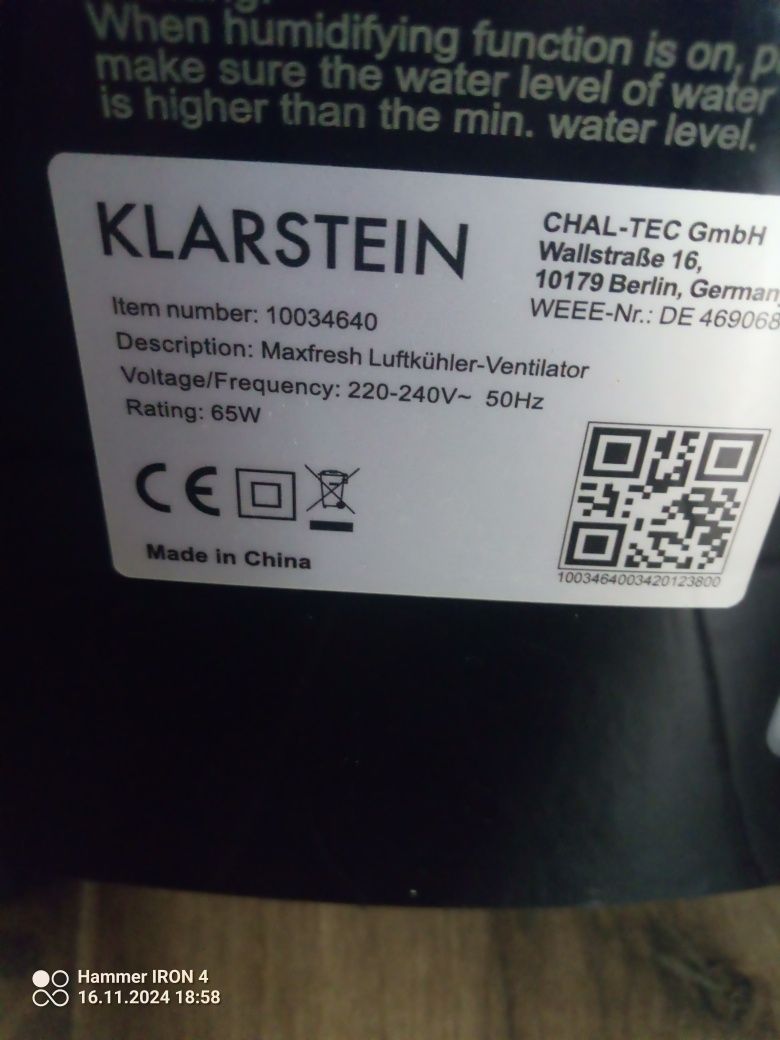 When humidifying function is on,
make sure the water level of water
is higher than the min. water level.
KLARSTEIN
CHAL-TEC GmbH
Wallstraße 16,
10179 Berlin, German
WEEE-Nr.: DE 469068
Item number: 10034640
Description: Maxfresh Luftkühler-Ventilator
Voltage/Frequency: 220-240V~ 50Hz
Rating: 65W
CE
Made in China
1003464003420123800
Hammer IRON 4
16.11.2024 18:58